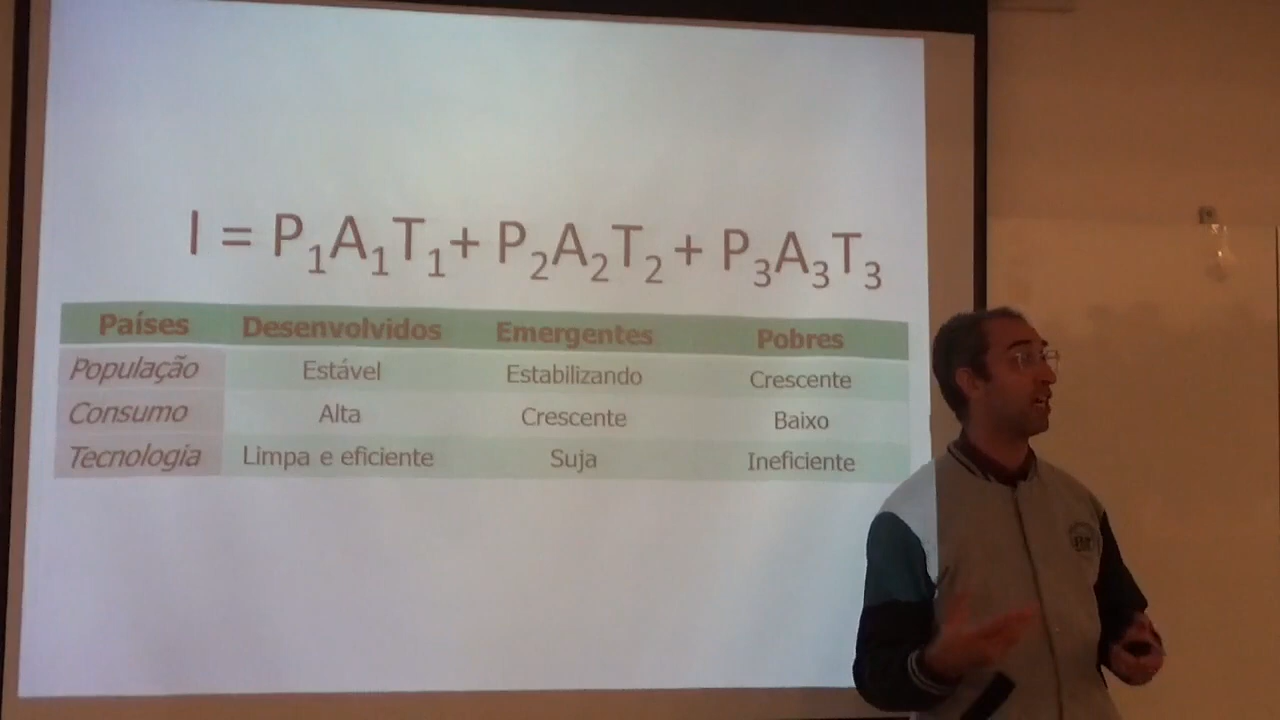 I = P₁A₁T₁+ P₂A₂T₂ + P₃A₃T₃
Países Desenvolvidos Emergentes Pobres
População Estável Estabilizando Crescente
Consumo Alta Crescente Baixo
Tecnologia Limpa e eficiente Suja Ineficiente